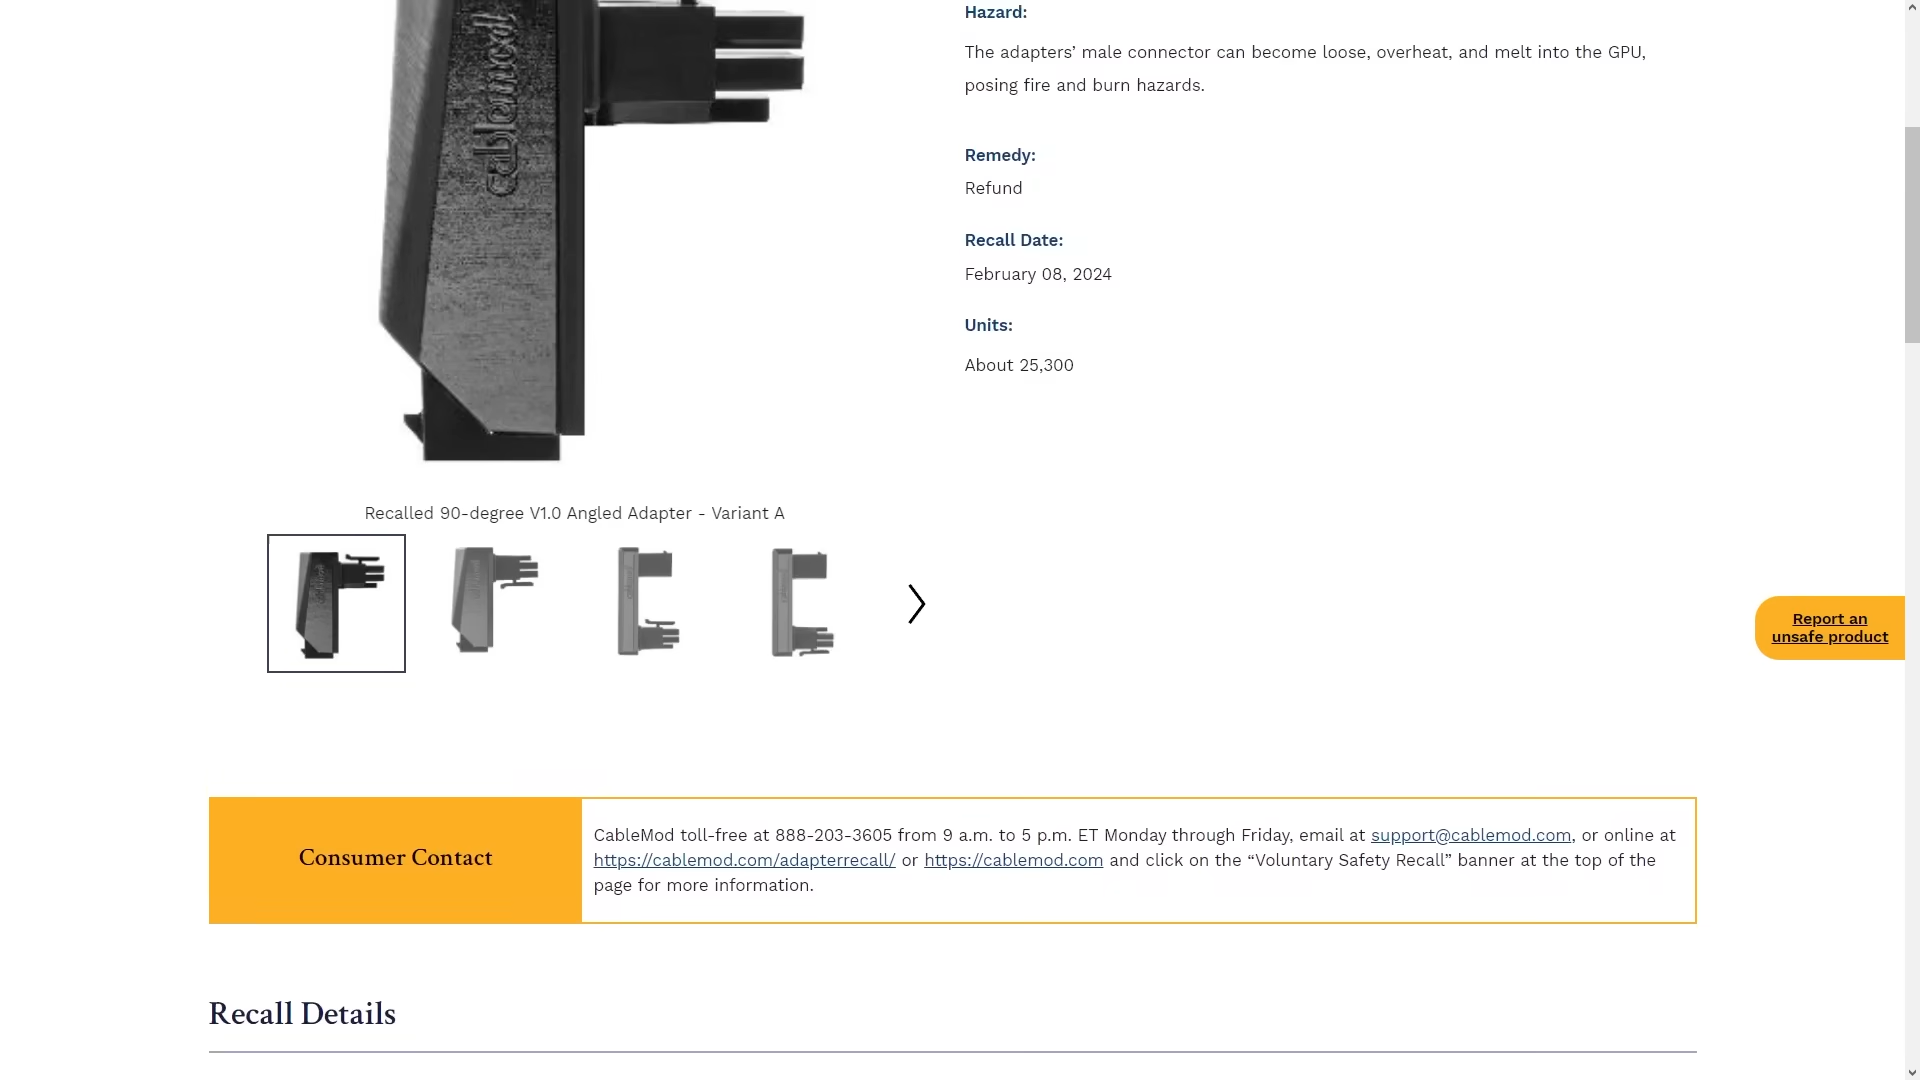 cablemod
Hazard:
The adapters’ male connector can become loose, overheat, and melt into the GPU,
posing fire and burn hazards.
Remedy:
Refund
Recall Date:
February 08, 2024
Units:
About 25,300
Recalled 90-degree V1.0 Angled Adapter - Variant A
Report an
unsafe product
Consumer Contact
CableMod toll-free at 888-203-3605 from 9 a.m. to 5 p.m. ET Monday through Friday, email at support@cablemod.com, or online at
https://cablemod.com/adapterrecall/ or https://cablemod.com and click on the “Voluntary Safety Recall” banner at the top of the
page for more information.
Recall Details